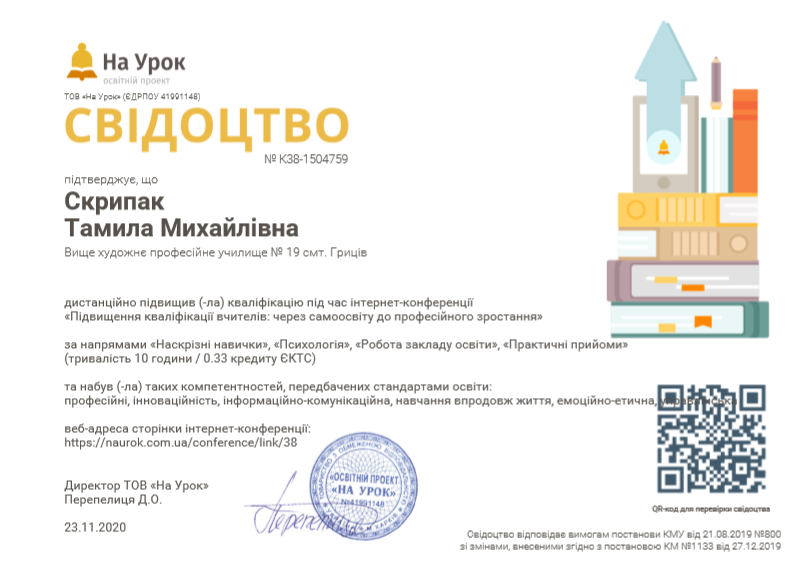 На Урок
освітній проект
ТОВ «На Урок» (ЄДРПОУ 41991148)
СВІДОЦТВО
№ K38-1504759
підтверджує, що
Скрипак
Тамила Михайлівна
Вище художнє професійне училище № 19 смт. Гриців
дистанційно підвищив (-ла) кваліфікацію під час інтернет-конференції
«Підвищення кваліфікації вчителів: через самоосвіту до професійного зростання»
за напрямами «Наскрізні навички», «Психологія», «Робота закладу освіти», «Практичні прийоми»
(тривалість 10 години / 0.33 кредиту ЄКТС)
та набув (-ла) таких компетентностей, передбачених стандартами освіти:
професійні, інноваційність, інформаційно-комунікаційна, навчання впродовж життя, емоційно-етична, управлінська
веб-адреса сторінки інтернет-конференції:
https://naurok.com.ua/conference/link/38
Директор ТОВ «На Урок»
Перепелиця Д.О.
23.11.2020
«ОСВІТНІЙ ПРОЕКТ
«НА УРОК»
№41991148
QR-код для перевірки свідоцтва
Свідоцтво відповідає вимогам постанови КМУ від 21.08.2019 №800
зі змінами, внесеними згідно з постановою КМ №1133 від 27.12.2019